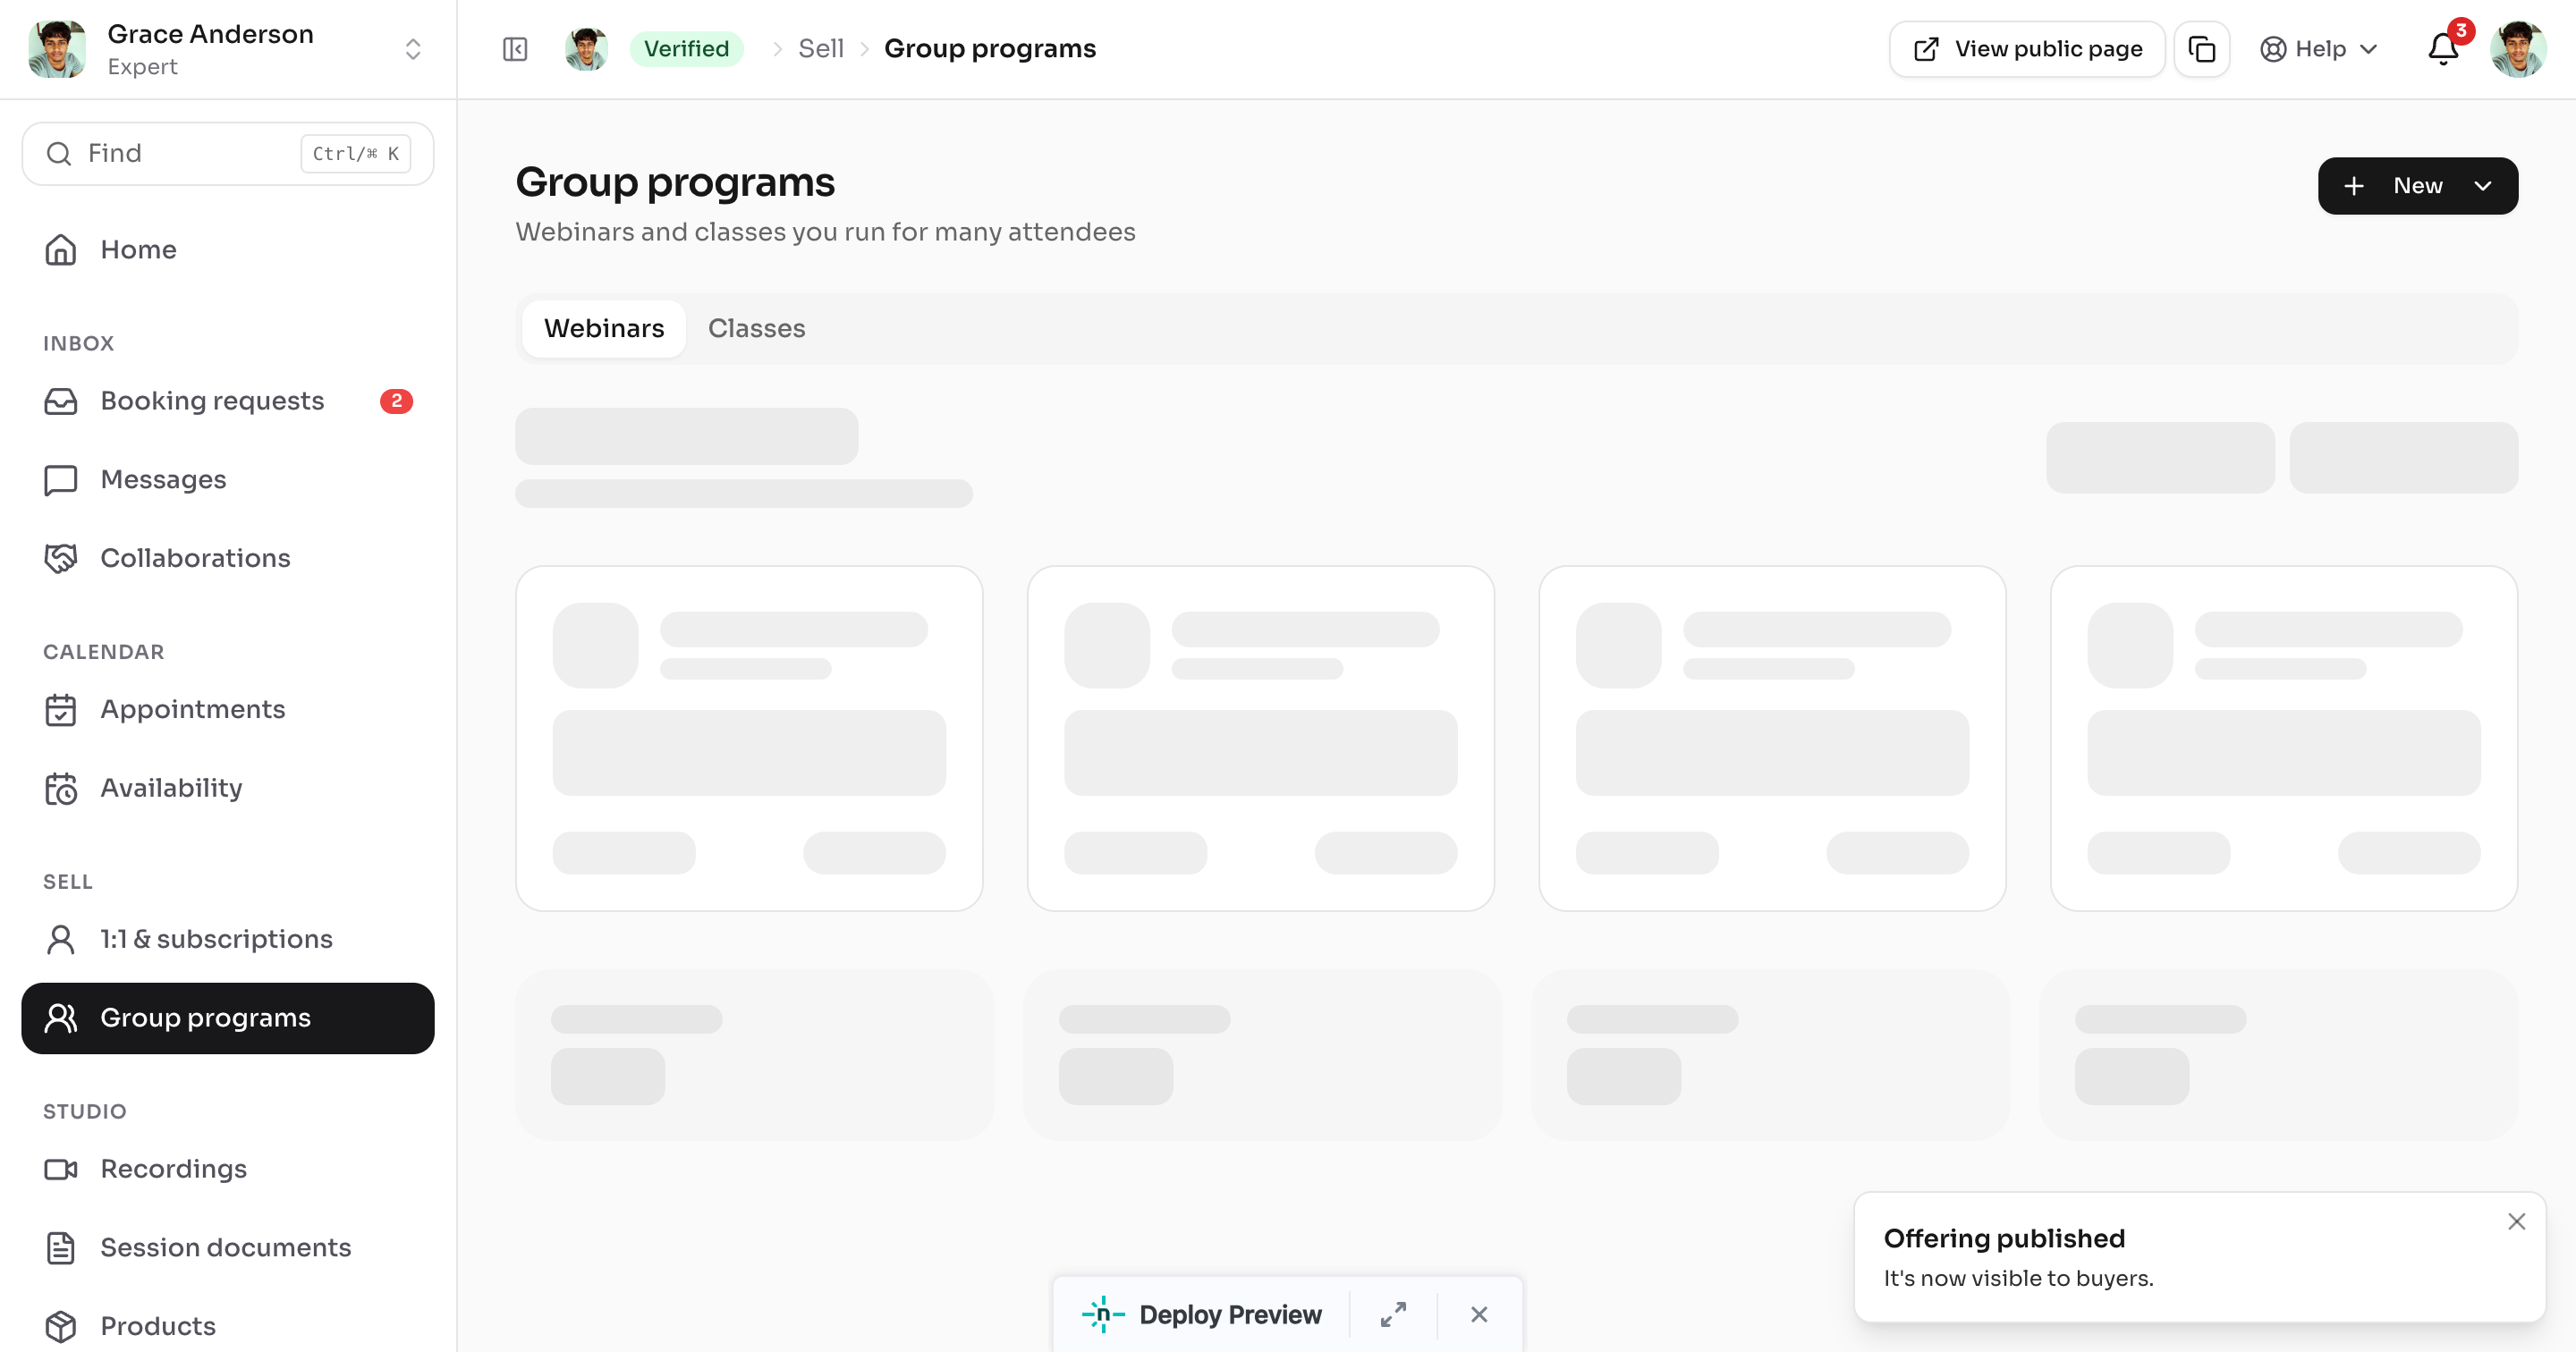 Grace Anderson
Expert
Find
Ctrl/⌘ K
Home
INBOX
Booking requests
2
Messages
Collaborations
CALENDAR
Appointments
Availability
SELL
1:1 & subscriptions
Group programs
STUDIO
Recordings
Session documents
Products
Verified
Sell
Group programs
View public page
Help
3
Group programs
Webinars and classes you run for many attendees
New
Webinars
Classes
Offering published
It's now visible to buyers.
n
Deploy Preview